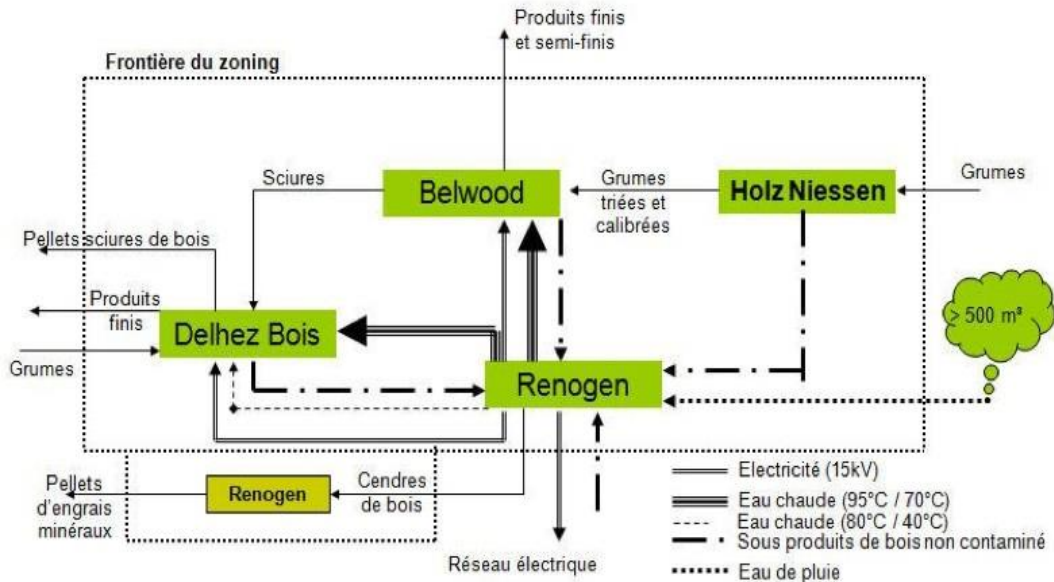 Produits finis
et semi-finis
Frontière du zoning
Sciures
Belwood
Grumes
triées et
calibrées
Holz Niessen
Grumes
Pellets sciures de bois
Produits
finis
Delhez Bois
Grumes
> 500 m³
Renogen
Pellets
d'engrais
minéraux
Renogen
Cendres
de bois
Réseau électrique
Electricité (15kV)
Eau chaude (95°C / 70°C)
Eau chaude (80°C / 40°C)
Sous produits de bois non contaminé
Eau de pluie